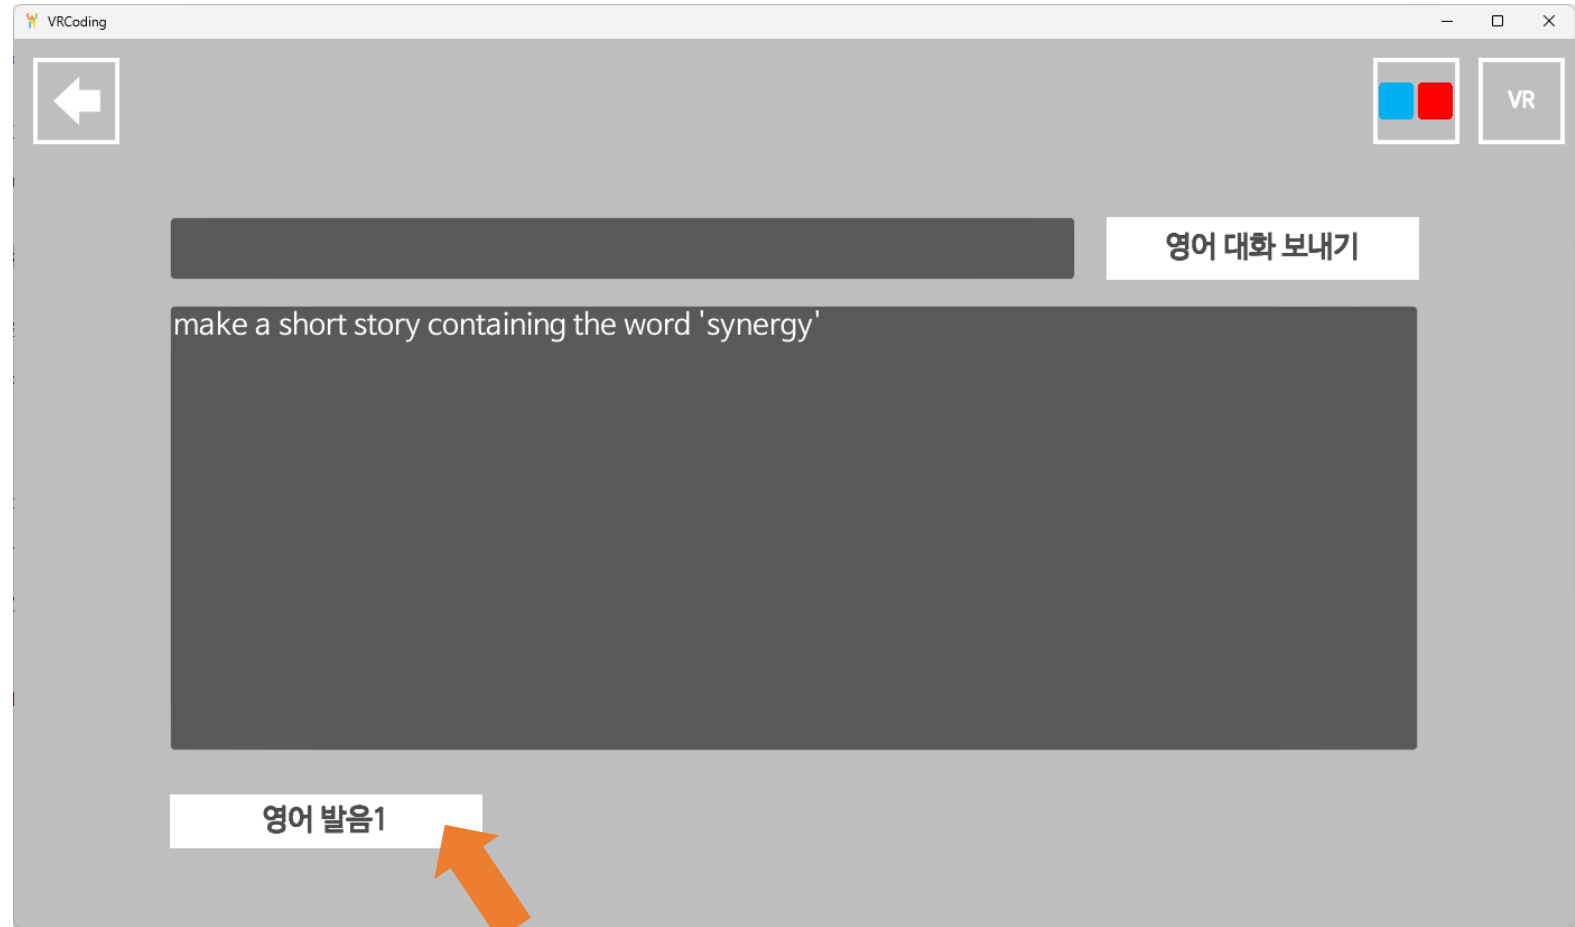 VRCoding
VR
영어 대화 보내기
make a short story containing the word 'synergy'
영어 발음1